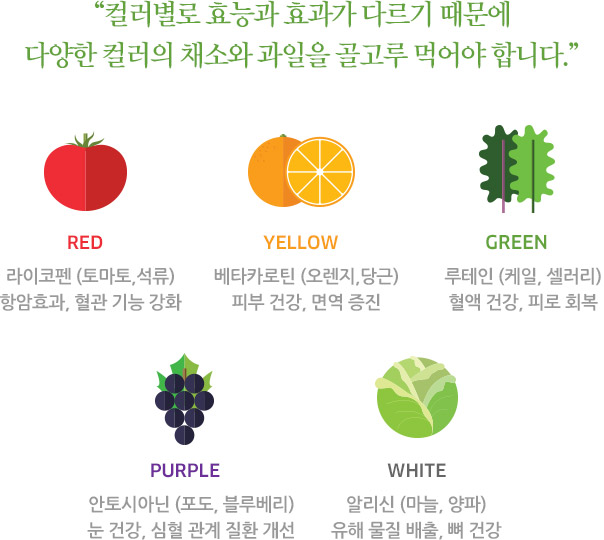 “컬러별로 효능과 효과가 다르기 때문에
다양한 컬러의 채소와 과일을 골고루 먹어야 합니다.”
RED
라이코펜 (토마토,석류)
항암효과, 혈관 기능 강화
YELLOW
베타카로틴 (오렌지,당근)
피부 건강, 면역 증진
GREEN
루테인 (케일, 셀러리)
혈액 건강, 피로 회복
PURPLE
안토시아닌 (포도, 블루베리)
눈 건강, 심혈 관계 질환 개선
WHITE
알리신 (마늘, 양파)
유해 물질 배출, 뼈 건강